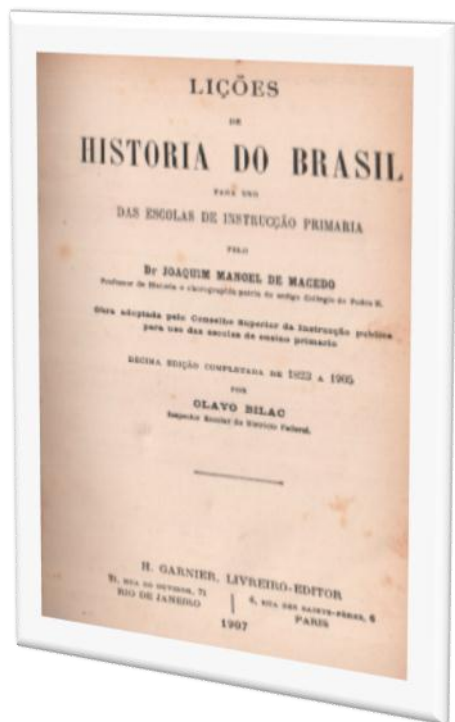 LIÇÕES
DE
HISTORIA DO BRASIL
PARA USO
DAS ESCOLAS DE INSTRUCÇÃO PRIMARIA
PELO
Dr JOAQUIM MANOEL DE MACEDO
Professor de Historia e chorographia patria do antigo Collegio de Pedro II.
Obra adoptada pelo Conselho Superior da Instrucção publica
para uso das escolas de ensino primario
DECIMA EDIÇÃO COMPLETADA DE 1823 A 1905
POR
OLAVO BILAC
Inspector Escolar do Districto Federal.
H. GARNIER, LIVREIRO-EDITOR
71, RUA DO OUVIDOR, 71
RIO DE JANEIRO
6, RUE DES SAINTS-PÈRES, 6
PARIS
1907